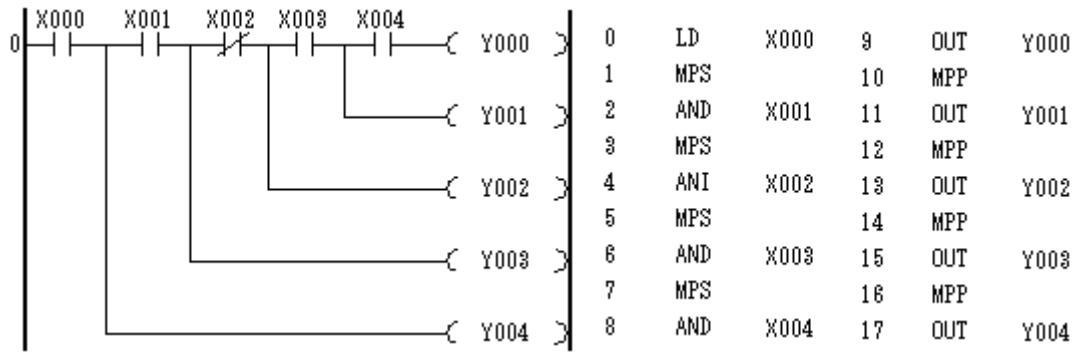 X000 X001 X002 X003 X004
0 Y000
Y001
Y002
Y003
Y004
0 LD X000
1 MPS
2 AND X001
3 MPS
4 ANI X002
5 MPS
6 AND X003
7 MPS
8 AND X004
9 OUT Y000
10 MPP
11 OUT Y001
12 MPP
13 OUT Y002
14 MPP
15 OUT Y003
16 MPP
17 OUT Y004